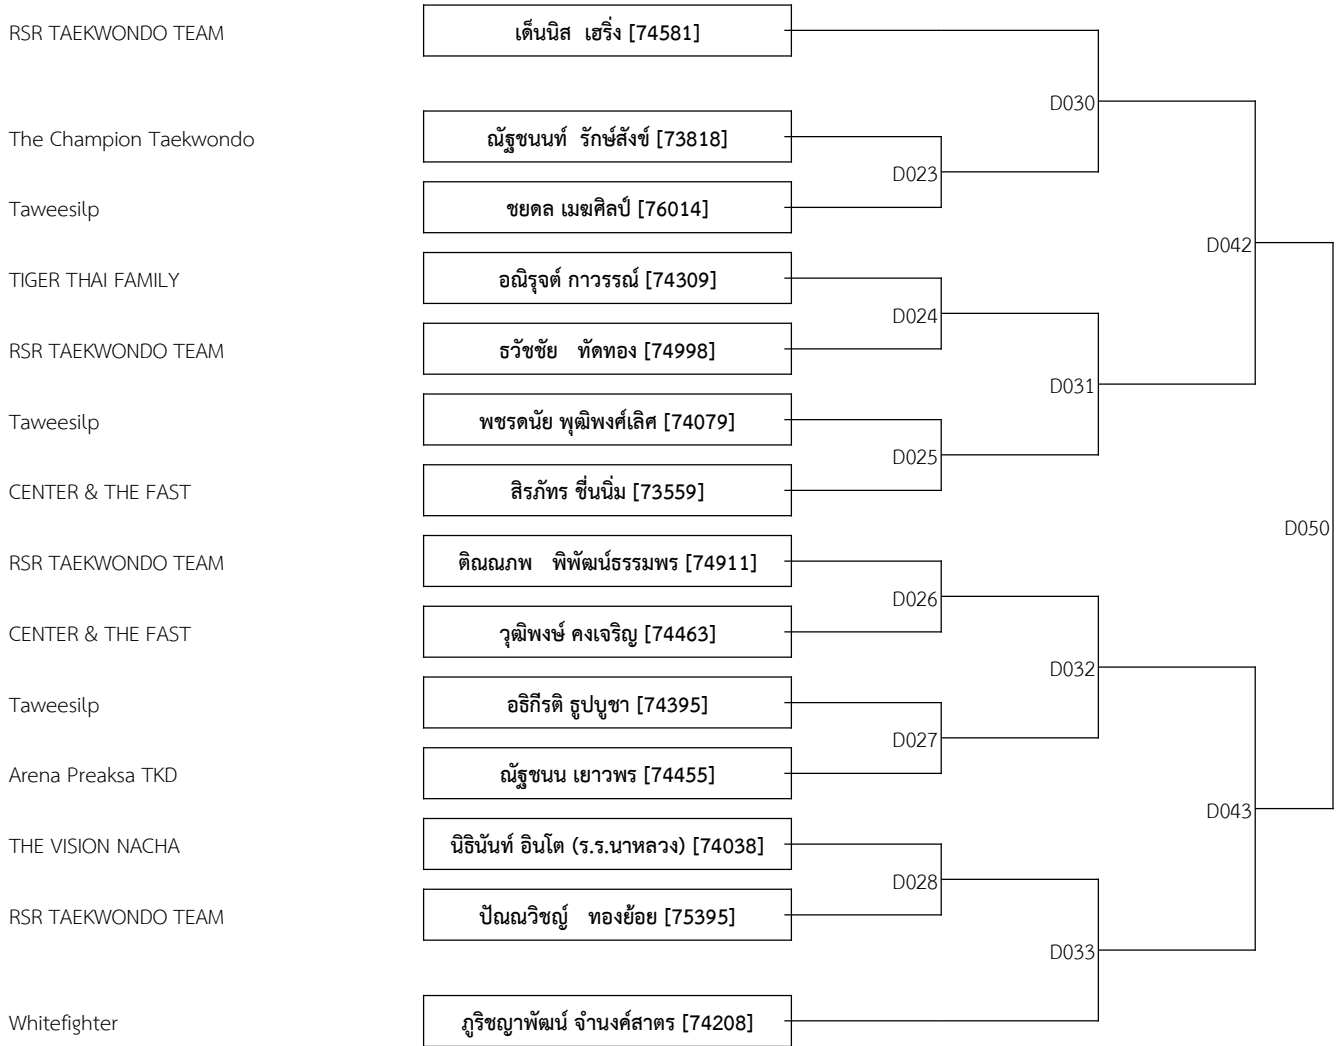 RSR TAEKWONDO TEAM เด็นนิส เฮริ่ง [74581]
D030
The Champion Taekwondo ณัฐชนนท์ รักษ์สังข์ [73818]
D023
Taweesilp ชยดล เมฆศิลป์ [76014]
D042
TIGER THAI FAMILY อณิรุจต์ กาวรรณ์ [74309]
D024
RSR TAEKWONDO TEAM ธวัชชัย ทัดทอง [74998]
D031
Taweesilp พชรดนัย พุฒิพงศ์เลิศ [74079]
D025
CENTER & THE FAST สิรภัทร ชื่นนิ่ม [73559]
D050
RSR TAEKWONDO TEAM ติณณภพ พิพัฒน์ธรรมพร [74911]
D026
CENTER & THE FAST วุฒิพงษ์ คงเจริญ [74463]
D032
Taweesilp อธิกีรติ ธูปบูชา [74395]
D027
Arena Preaksa TKD ณัฐชนน เยาวพร [74455]
D043
THE VISION NACHA นิธินันท์ อินโต (ร.ร.นาหลวง) [74038]
D028
RSR TAEKWONDO TEAM ปัณณวิชญ์ ทองย้อย [75395]
D033
Whitefighter ภูริชญาพัฒน์ จำนงค์สาตร [74208]